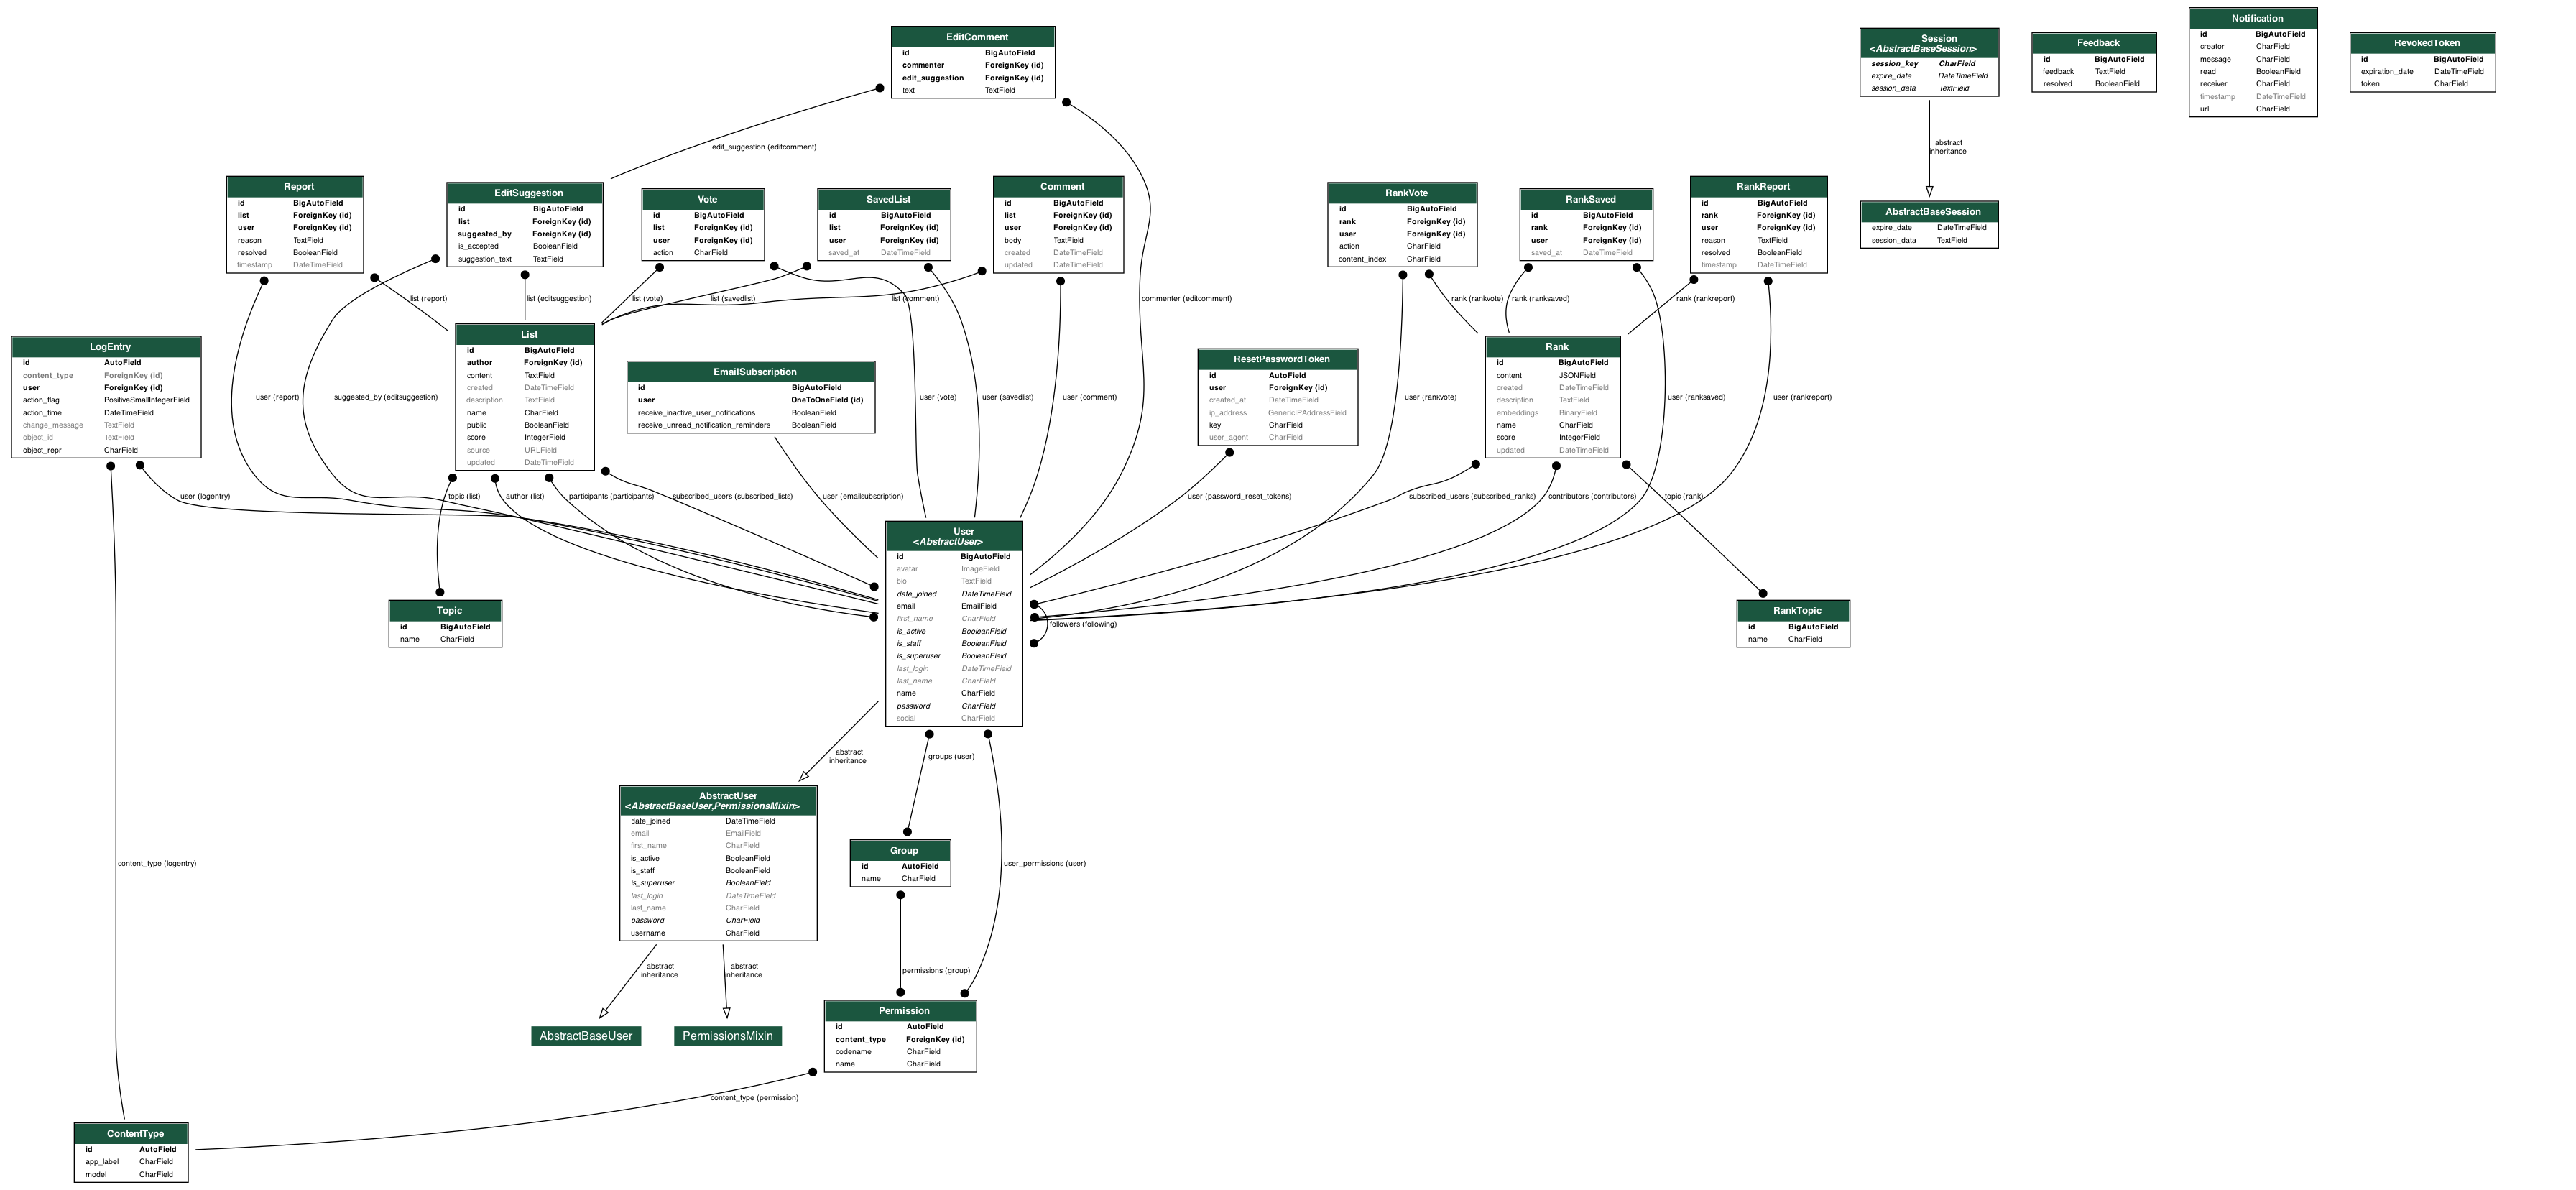 EditComment
id BigAutoField
commenter ForeignKey (id)
edit_suggestion ForeignKey (id)
text TextField
Session
<AbstractBaseSession>
session_key CharField
expire_date DateTimeField
session_data TextField
Feedback
id BigAutoField
feedback TextField
resolved BooleanField
Notification
id BigAutoField
creator CharField
message CharField
read BooleanField
receiver CharField
timestamp DateTimeField
url CharField
RevokedToken
id BigAutoField
expiration_date DateTimeField
token CharField
edit_suggestion (editcomment)
abstract
inheritance
Report
id BigAutoField
list ForeignKey (id)
user ForeignKey (id)
reason TextField
resolved BooleanField
timestamp DateTimeField
EditSuggestion
id BigAutoField
list ForeignKey (id)
suggested_by ForeignKey (id)
is_accepted BooleanField
suggestion_text TextField
Vote
id BigAutoField
list ForeignKey (id)
user ForeignKey (id)
action CharField
SavedList
id BigAutoField
list ForeignKey (id)
user ForeignKey (id)
saved_at DateTimeField
Comment
id BigAutoField
list ForeignKey (id)
user ForeignKey (id)
body TextField
created DateTimeField
updated DateTimeField
RankVote
id BigAutoField
rank ForeignKey (id)
user ForeignKey (id)
action CharField
content_index CharField
RankSaved
id BigAutoField
rank ForeignKey (id)
user ForeignKey (id)
saved_at DateTimeField
RankReport
id BigAutoField
rank ForeignKey (id)
user ForeignKey (id)
reason TextField
resolved BooleanField
timestamp DateTimeField
AbstractBaseSession
expire_date DateTimeField
session_data TextField
list (report)
list (editsuggestion)
list (vote)
list (savedlist)
list (comment)
commenter (editcomment)
rank (rankvote)
rank (ranksaved)
rank (rankreport)
LogEntry
id AutoField
content_type ForeignKey (id)
user ForeignKey (id)
action_flag PositiveSmallIntegerField
action_time DateTimeField
change_message TextField
object_id TextField
object_repr CharField
user (report)
suggested_by (editsuggestion)
List
id BigAutoField
author ForeignKey (id)
content TextField
created DateTimeField
description TextField
name CharField
public BooleanField
score IntegerField
source URLField
updated DateTimeField
EmailSubscription
id BigAutoField
user OneToOneField (id)
receive_inactive_user_notifications BooleanField
receive_unread_notification_reminders BooleanField
user (vote)
user (savedlist)
user (comment)
ResetPasswordToken
id AutoField
user ForeignKey (id)
created_at DateTimeField
ip_address GenericIPAddressField
key CharField
user_agent CharField
user (rankvote)
Rank
id BigAutoField
content JSONField
created DateTimeField
description TextField
embeddings BinaryField
name CharField
score IntegerField
updated DateTimeField
user (ranksaved)
user (rankreport)
user (logentry)
topic (list)
author (list)
participants (participants)
subscribed_users (subscribed_lists)
user (emailsubscription)
user (password_reset_tokens)
subscribed_users (subscribed_ranks)
contributors (contributors)
topic (rank)
User
<AbstractUser>
id BigAutoField
avatar ImageField
bio TextField
date_joined DateTimeField
email EmailField
first_name CharField
is_active BooleanField
is_staff BooleanField
is_superuser BooleanField
last_login DateTimeField
last_name CharField
name CharField
password CharField
social CharField
followers (following)
Topic
id BigAutoField
name CharField
RankTopic
id BigAutoField
name CharField
abstract
inheritance
groups (user)
AbstractUser
<AbstractBaseUser,PermissionsMixin>
date_joined DateTimeField
email EmailField
first_name CharField
is_active BooleanField
is_staff BooleanField
is_superuser BooleanField
last_login DateTimeField
last_name CharField
password CharField
username CharField
Group
id AutoField
name CharField
content_type (logentry)
user_permissions (user)
abstract
inheritance
abstract
inheritance
permissions (group)
AbstractBaseUser
PermissionsMixin
Permission
id AutoField
content_type ForeignKey (id)
codename CharField
name CharField
content_type (permission)
ContentType
id AutoField
app_label CharField
model CharField